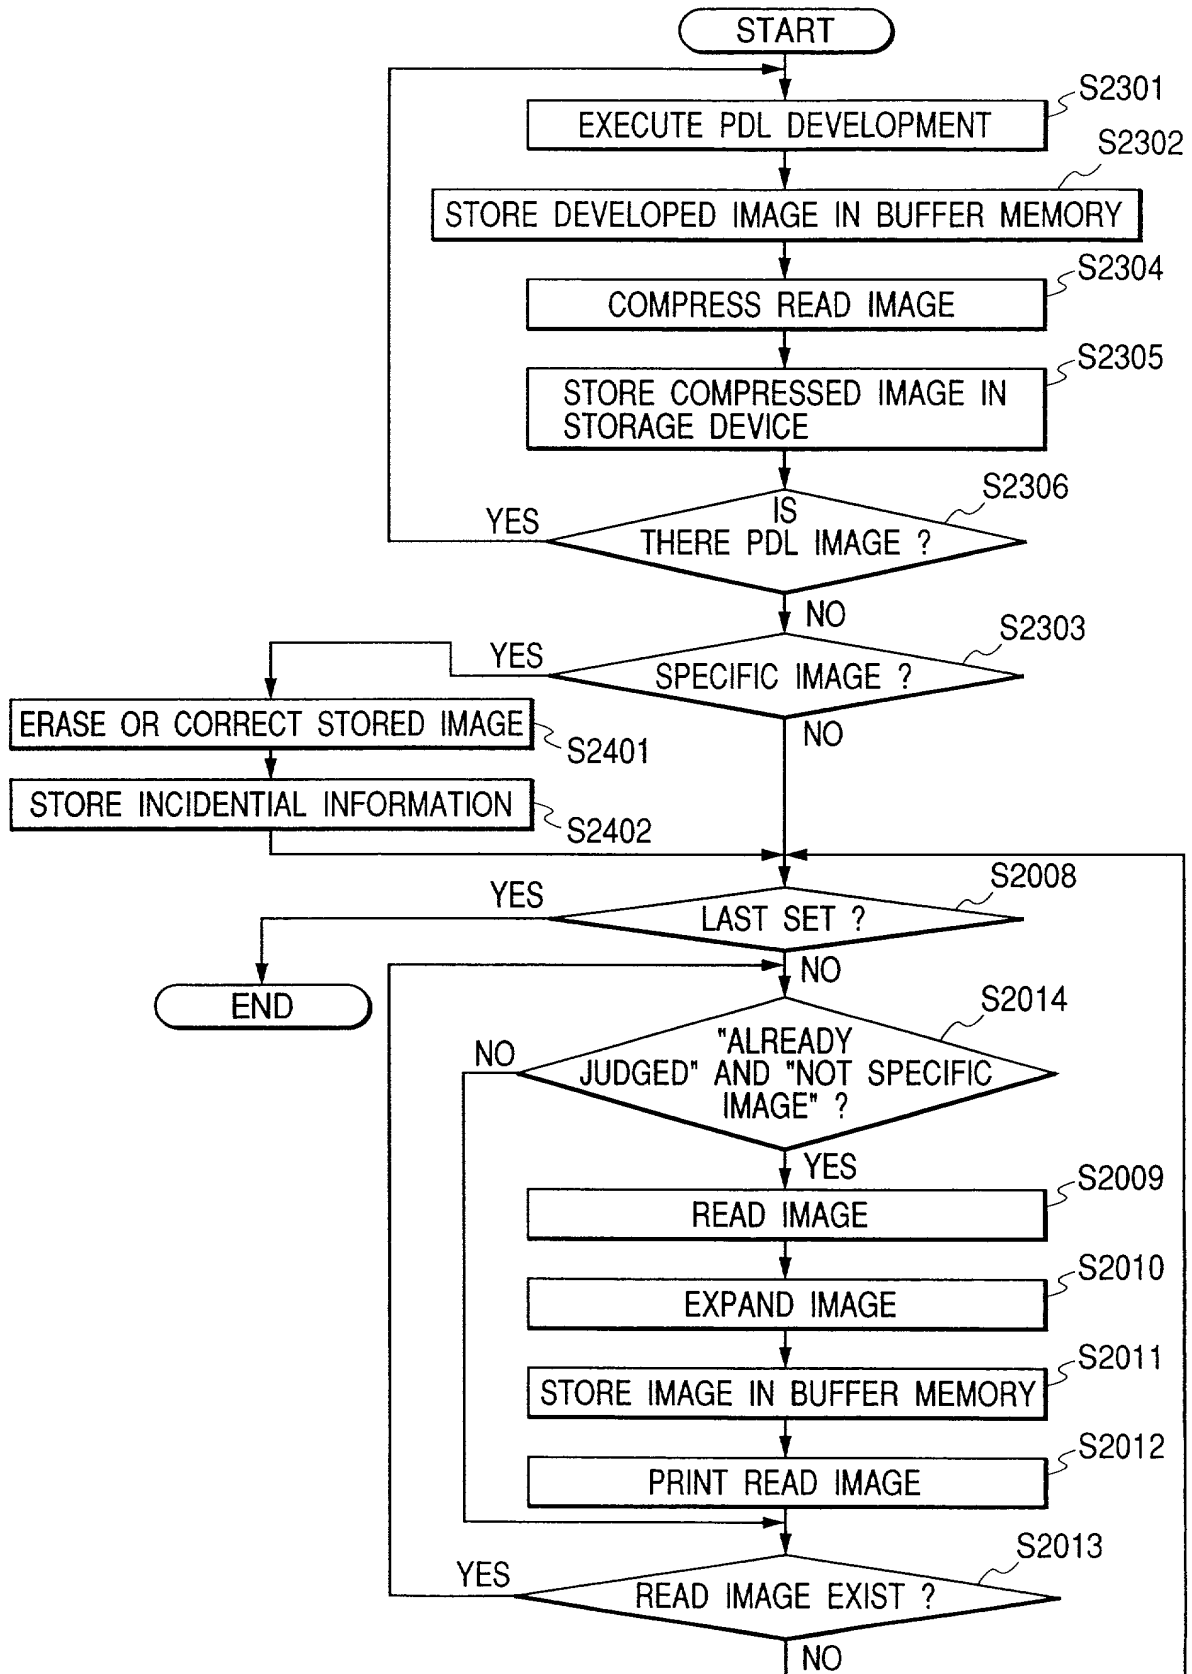 START
S2301
EXECUTE PDL DEVELOPMENT
S2302
STORE DEVELOPED IMAGE IN BUFFER MEMORY
S2304
COMPRESS READ IMAGE
S2305
STORE COMPRESSED IMAGE IN
STORAGE DEVICE
S2306
YES
IS
THERE PDL IMAGE ?
NO
S2303
YES
SPECIFIC IMAGE ?
NO
ERASE OR CORRECT STORED IMAGE
S2401
STORE INCIDENTIAL INFORMATION
S2402
S2008
YES
LAST SET ?
NO
END
S2014
NO
"ALREADY
JUDGED" AND "NOT SPECIFIC
IMAGE" ?
YES
S2009
READ IMAGE
S2010
EXPAND IMAGE
S2011
STORE IMAGE IN BUFFER MEMORY
S2012
PRINT READ IMAGE
S2013
YES
READ IMAGE EXIST ?
NO